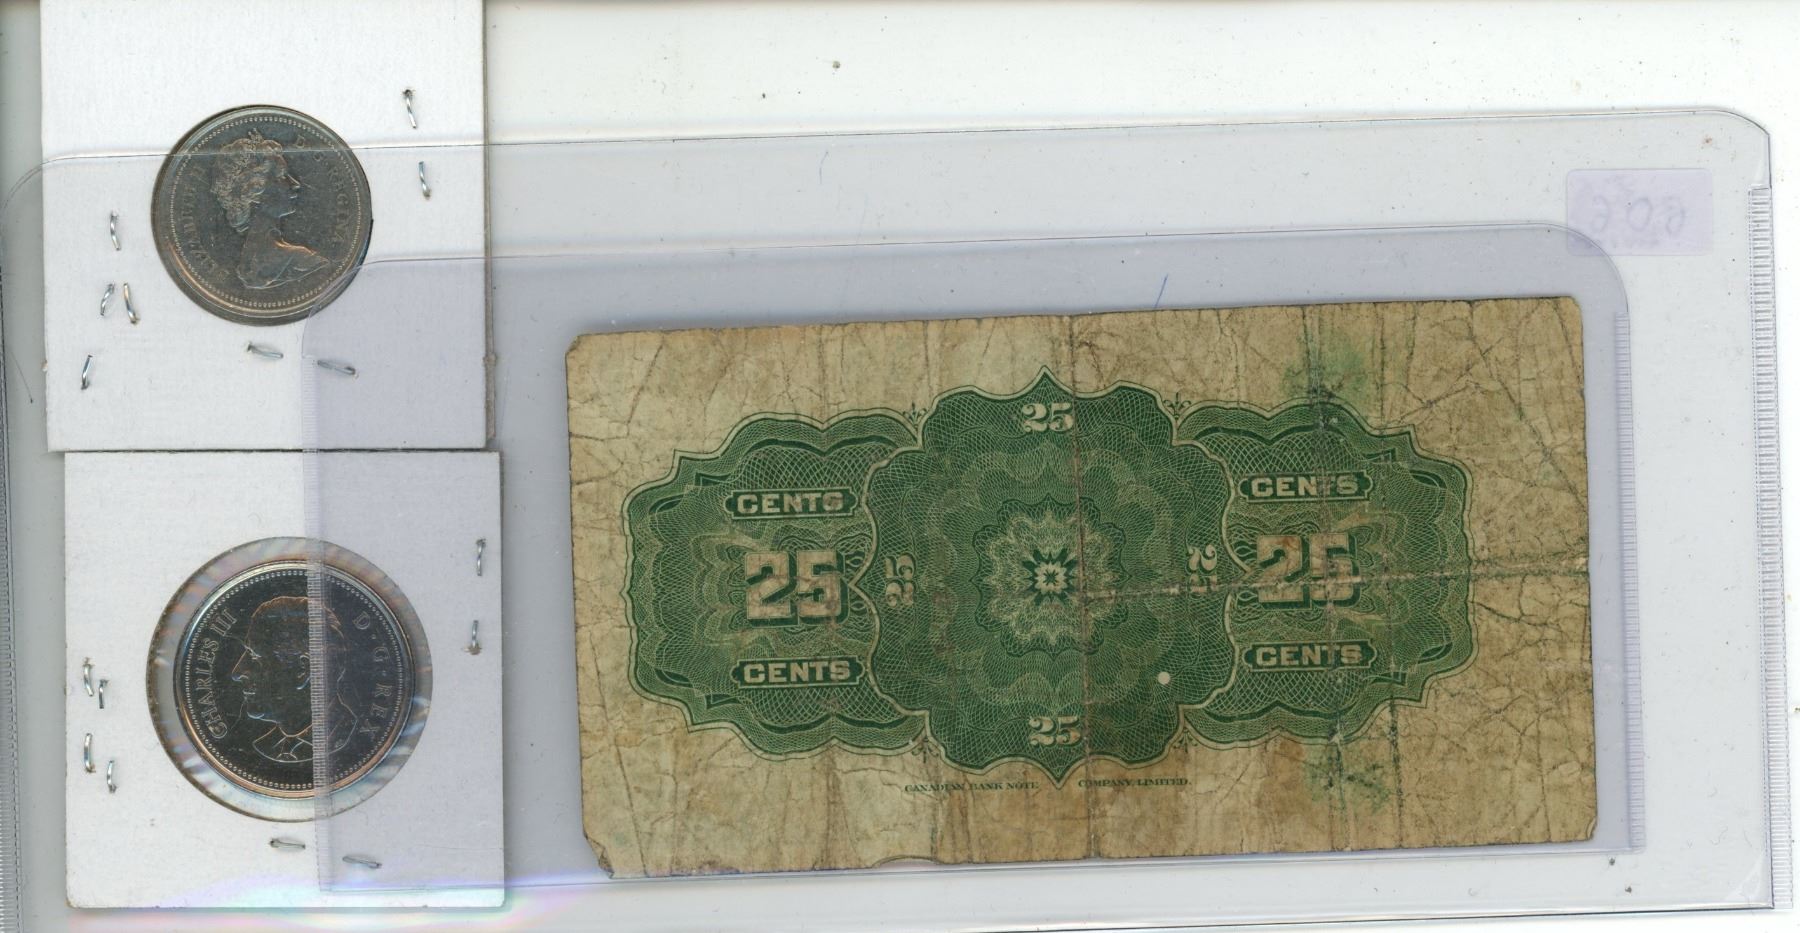 ELIZABETH II D·G·REGINA
CHARLES III D·G·REX
25
CENTS
CENTS
25
25
25
25
CENTS
CENTS
25
CANADIAN BANK NOTE COMPANY, LIMITED.